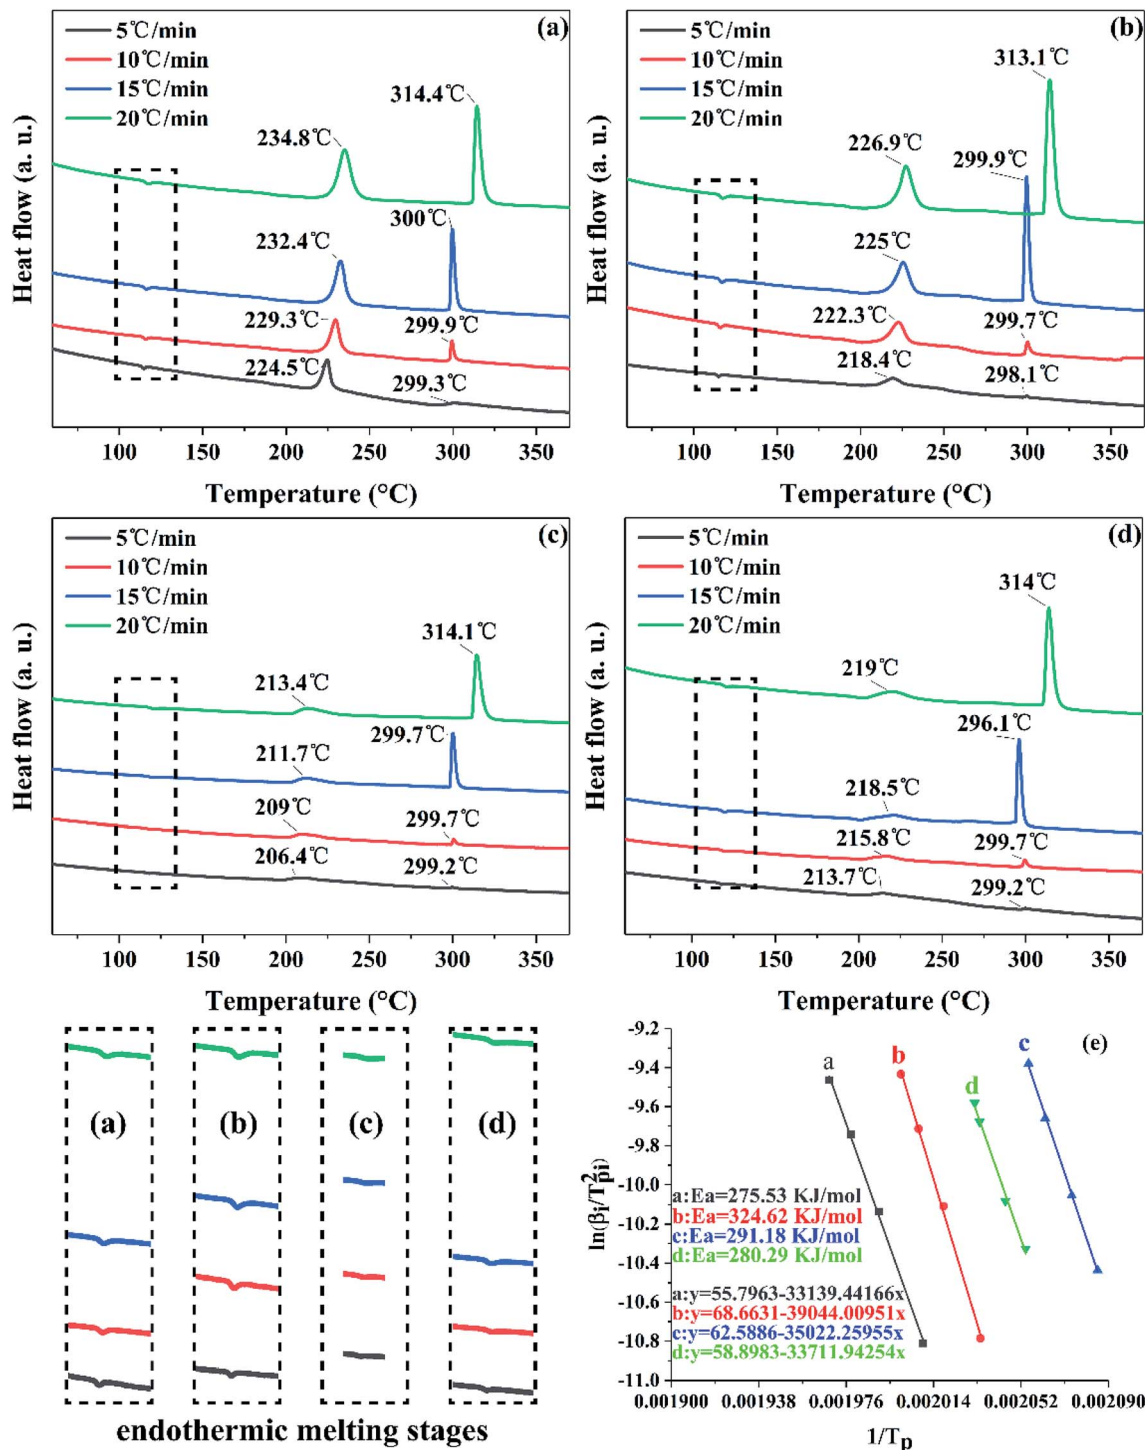 (a)
5℃/min
10℃/min
15℃/min
20℃/min
314.4℃
234.8℃
300℃
232.4℃
229.3℃
299.9℃
224.5℃
299.3℃
Heat flow (a. u.)
100 150 200 250 300 350
Temperature (°C)
(b)
5℃/min
10℃/min
15℃/min
20℃/min
313.1℃
226.9℃
299.9℃
225℃
222.3℃
299.7℃
218.4℃
298.1℃
Heat flow (a. u.)
100 150 200 250 300 350
Temperature (°C)
(c)
5℃/min
10℃/min
15℃/min
20℃/min
314.1℃
213.4℃
299.7℃
211.7℃
209℃
299.7℃
206.4℃
299.2℃
Heat flow (a. u.)
100 150 200 250 300 350
Temperature (°C)
(d)
5℃/min
10℃/min
15℃/min
20℃/min
314℃
219℃
296.1℃
218.5℃
215.8℃
299.7℃
213.7℃
299.2℃
Heat flow (a. u.)
100 150 200 250 300 350
Temperature (°C)
(a) (b) (c) (d)
endothermic melting stages
(e)
a b d c
-9.2
-9.4
-9.6
-9.8
-10.0
-10.2
-10.4
-10.6
-10.8
-11.0
ln(βi/T²pi)
a:Ea=275.53 KJ/mol
b:Ea=324.62 KJ/mol
c:Ea=291.18 KJ/mol
d:Ea=280.29 KJ/mol
a:y=55.7963-33139.44166x
b:y=68.6631-39044.00951x
c:y=62.5886-35022.25955x
d:y=58.8983-33711.94254x
0.001900 0.001938 0.001976 0.002014 0.002052 0.002090
1/Tp